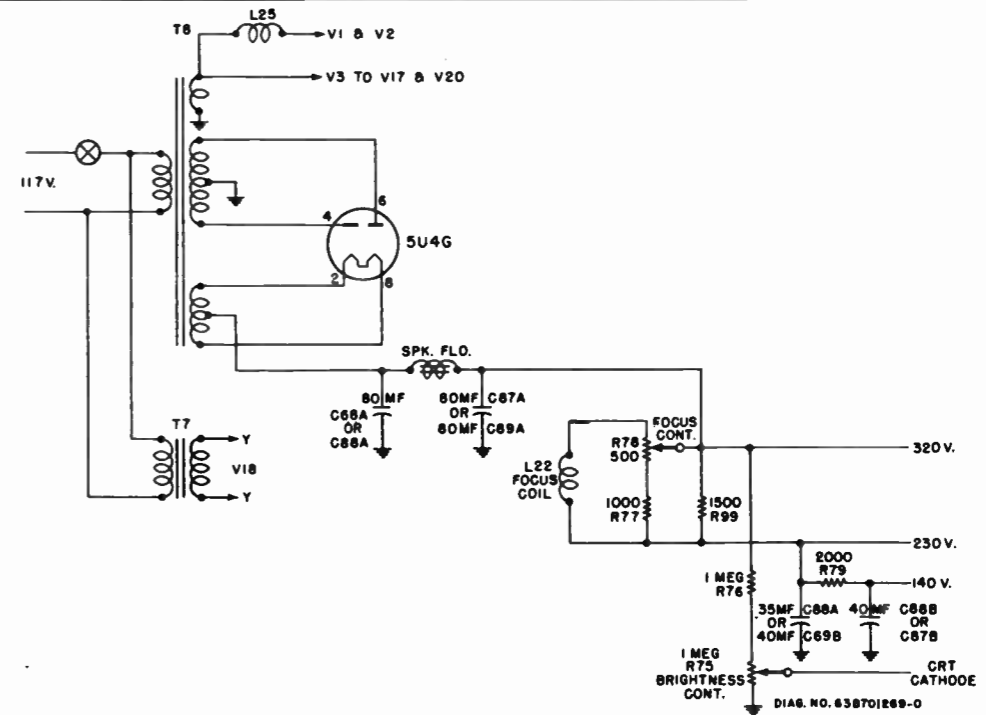 L25
T6
V1 & V2
V3 TO V17 & V20
117V.
4
6
5U4G
2
8
SPK. FLD.
80MF
C68A
OR
C88A
80MF C87A
OR
80MF C89A
T7
Y
V18
Y
FOCUS
CONT.
R78
500
320V.
L22
FOCUS
COIL
1000
R77
1500
R99
230V.
2000
R79
1 MEG
R76
140V.
35MF C88A
OR
40MF C69B
40MF C68B
OR
C87B
1 MEG
R75
BRIGHTNESS
CONT.
CRT
CATHODE
DIAG. NO. 63B701269-0